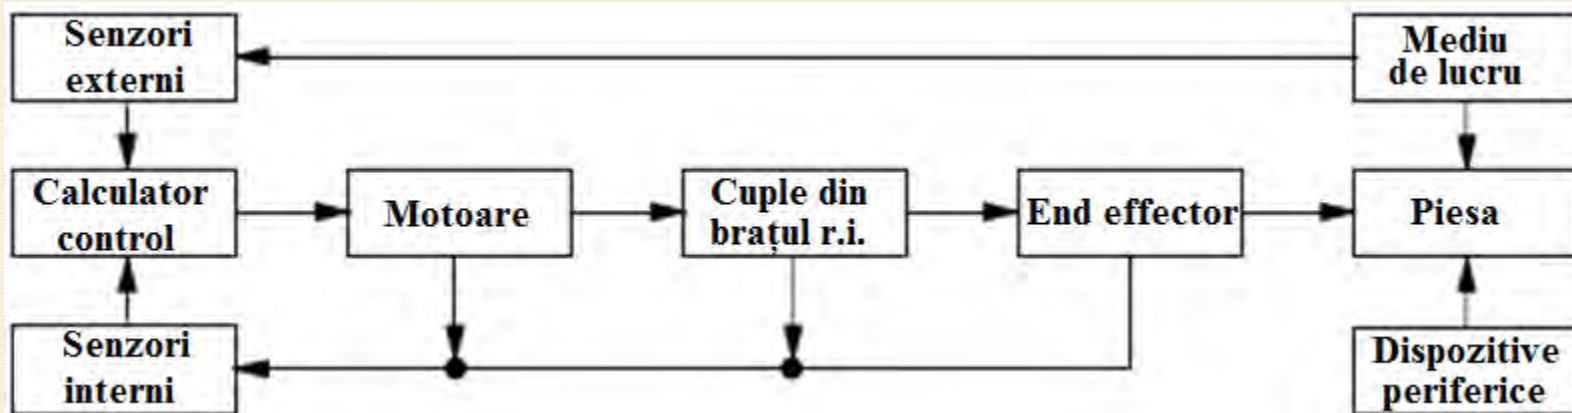 Senzori
externi
Mediu
de lucru
Calculator
control
Motoare
Cuple din
brațul r.i.
End effector
Piesa
Senzori
interni
Dispozitive
periferice